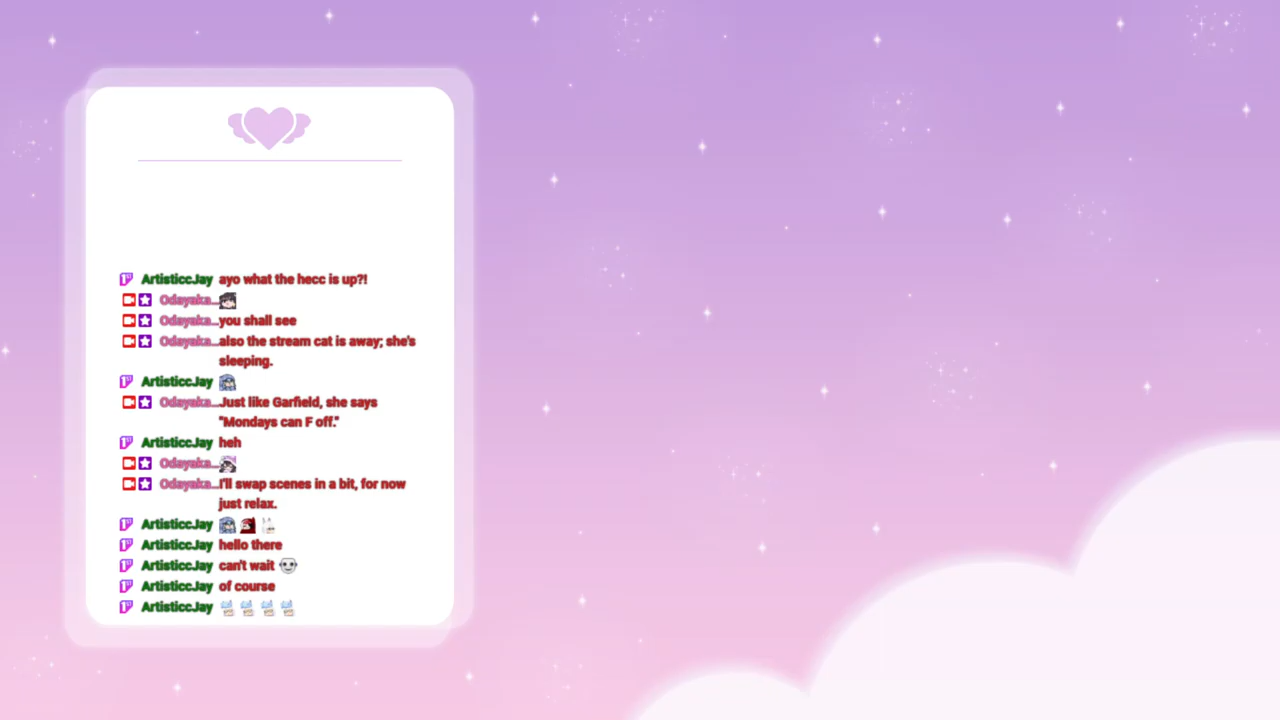 ArtisticcJay ayo what the hecc is up?!
Odayaka...
Odayaka... you shall see
Odayaka... also the stream cat is away; she's
sleeping.
ArtisticcJay
Odayaka... Just like Garfield, she says
"Mondays can F off."
ArtisticcJay heh
Odayaka...
Odayaka... I'll swap scenes in a bit, for now
just relax.
ArtisticcJay
ArtisticcJay hello there
ArtisticcJay can't wait
ArtisticcJay of course
ArtisticcJay